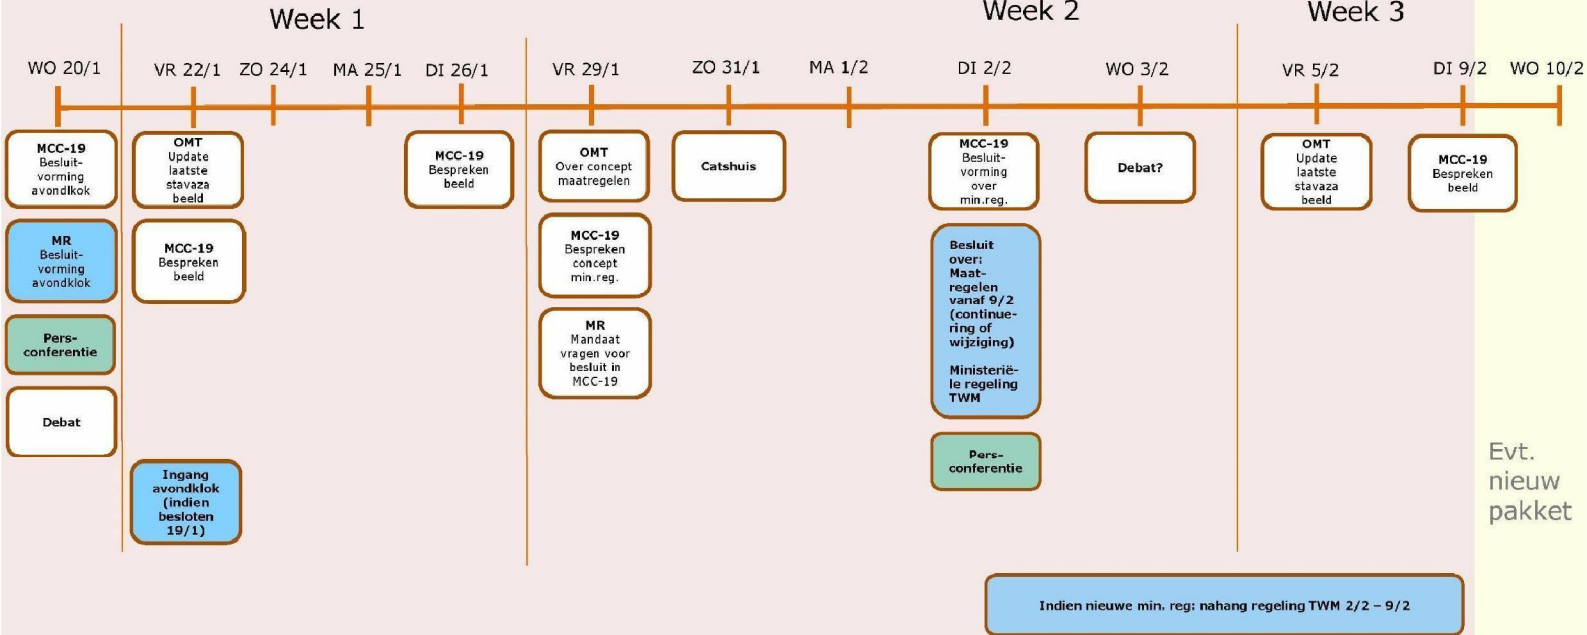 Week 1
Week 2
Week 3
WO 20/1
VR 22/1
ZO 24/1
MA 25/1
DI 26/1
VR 29/1
ZO 31/1
MA 1/2
DI 2/2
WO 3/2
VR 5/2
DI 9/2
WO 10/2
MCC-19
Besluit-
vorming
avondlkok
MR
Besluit-
vorming
avondklok
Pers-
conferentie
Debat
OMT
Update
laatste
stavaza
beeld
MCC-19
Bespreken
beeld
Ingang
avondklok
(indien
besloten
19/1)
MCC-19
Bespreken
beeld
OMT
Over concept
maatregelen
MCC-19
Bespreken
concept
min.reg.
MR
Mandaat
vragen voor
besluit in
MCC-19
Catshuis
MCC-19
Besluit-
vorming
over
min.reg.
Besluit
over:
Maat-
regelen
vanaf 9/2
(continue-
ring of
wijziging)
Ministerië-
le regeling
TWM
Pers-
conferentie
Debat?
OMT
Update
laatste
stavaza
beeld
MCC-19
Bespreken
beeld
Evt.
nieuw
pakket
Indien nieuwe min. reg: nahang regeling TWM 2/2 – 9/2